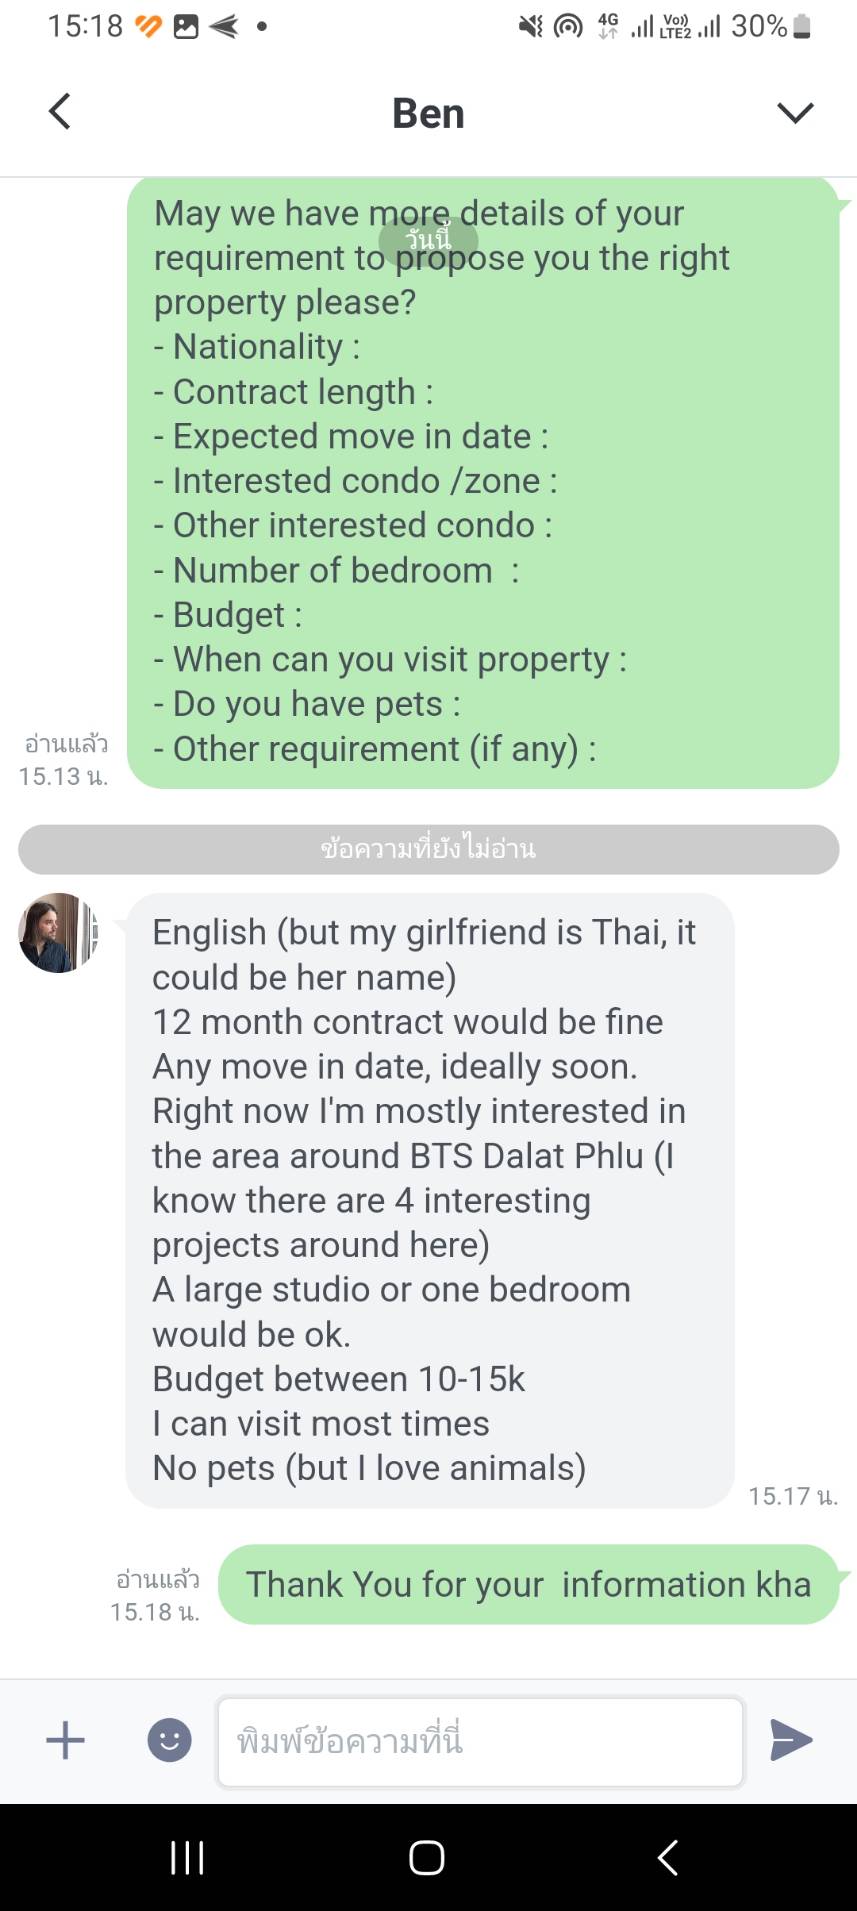 15:18
4G
Vo))
LTE2
30%
Ben
May we have more details of your
วันนี้
requirement to propose you the right
property please?
- Nationality :
- Contract length :
- Expected move in date :
- Interested condo /zone :
- Other interested condo :
- Number of bedroom  :
- Budget :
- When can you visit property :
- Do you have pets :
- Other requirement (if any) :
อ่านแล้ว
15.13 น.
ข้อความที่ยังไม่อ่าน
English (but my girlfriend is Thai, it
could be her name)
12 month contract would be fine
Any move in date, ideally soon.
Right now I'm mostly interested in
the area around BTS Dalat Phlu (I
know there are 4 interesting
projects around here)
A large studio or one bedroom
would be ok.
Budget between 10-15k
I can visit most times
No pets (but I love animals)
15.17 น.
อ่านแล้ว
15.18 น.
Thank You for your  information kha
พิมพ์ข้อความที่นี่